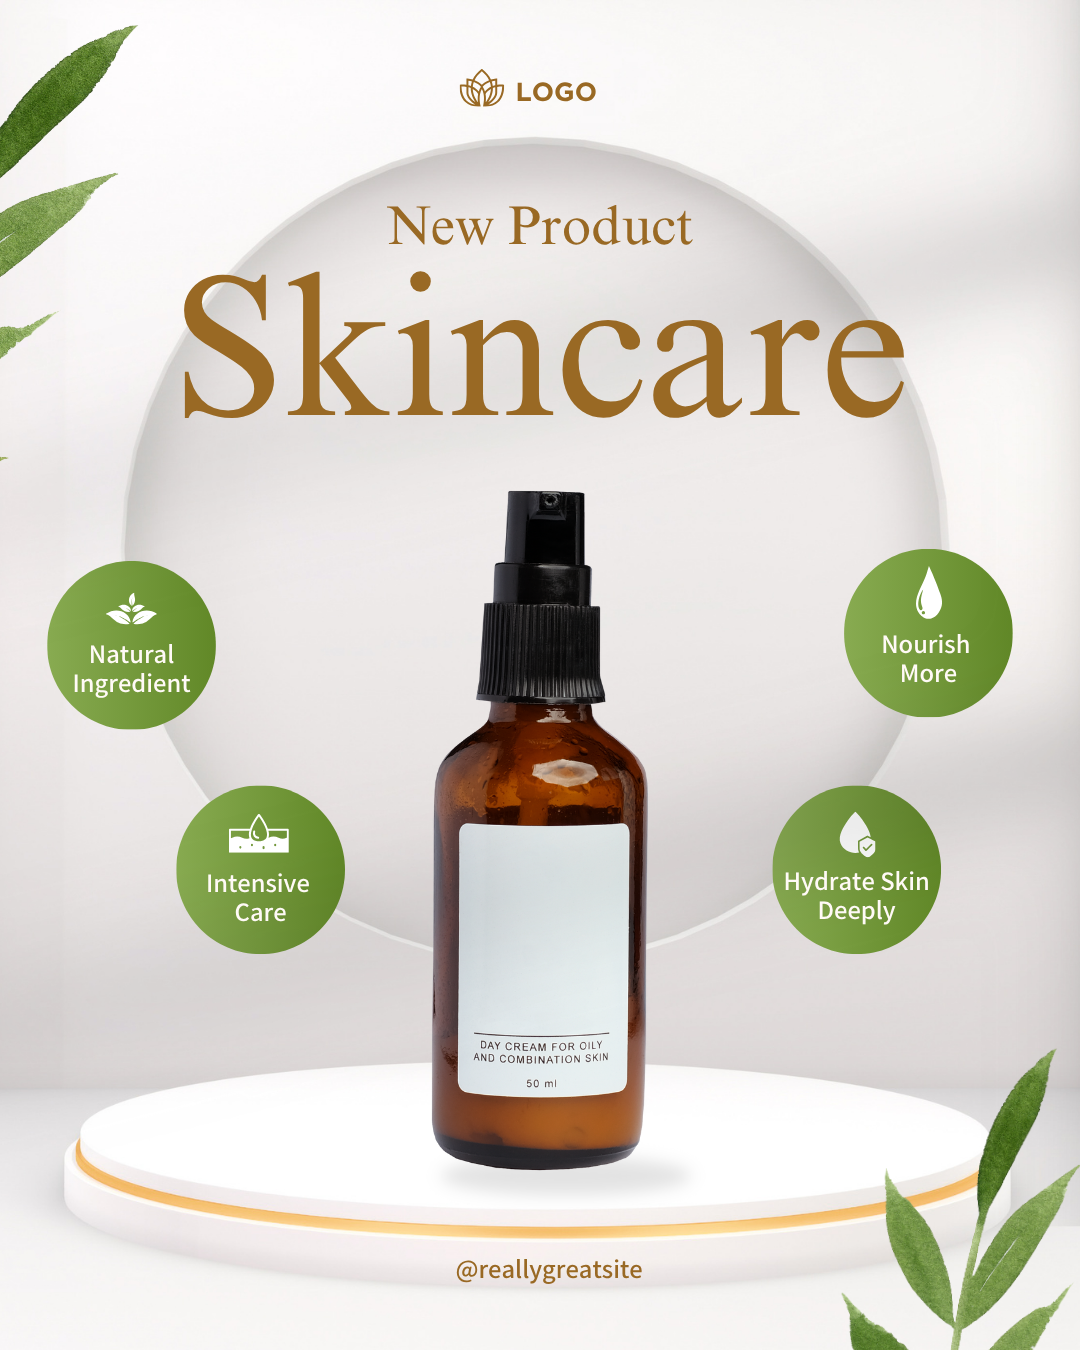 LOGO
New Product
Skincare
Natural
Ingredient
Nourish
More
Intensive
Care
Hydrate Skin
Deeply
DAY CREAM FOR OILY
AND COMBINATION SKIN
50 ml
@reallygreatsite